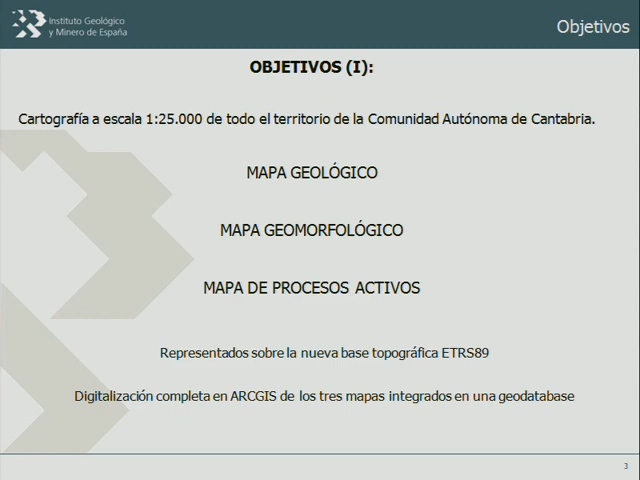 Instituto Geológico
y Minero de España
Objetivos
OBJETIVOS (I):
Cartografía a escala 1:25.000 de todo el territorio de la Comunidad Autónoma de Cantabria.
MAPA GEOLÓGICO
MAPA GEOMORFOLÓGICO
MAPA DE PROCESOS ACTIVOS
Representados sobre la nueva base topográfica ETRS89
Digitalización completa en ARCGIS de los tres mapas integrados en una geodatabase
3